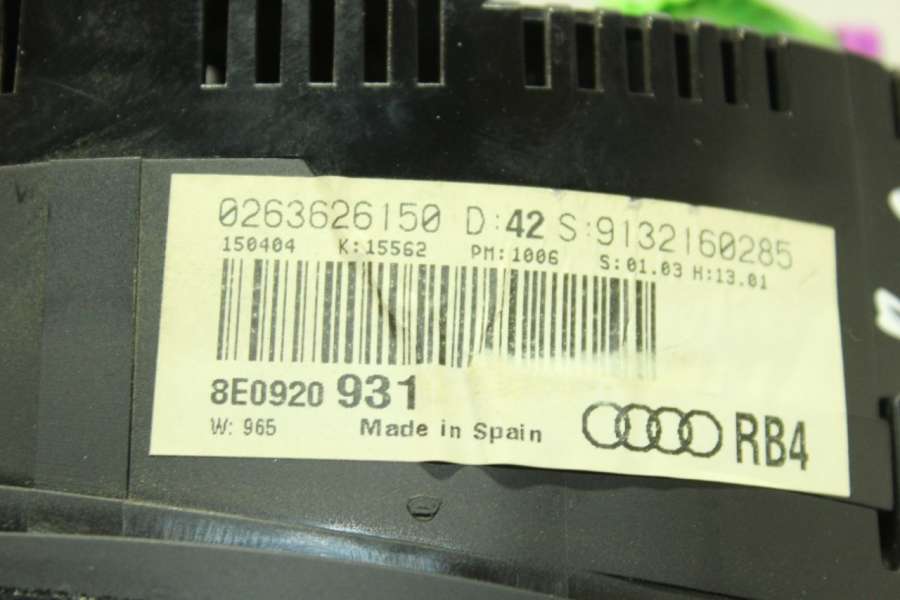 0263626150 D:42 S:9132160285
150404 K:15562 PM:1006 S:01.03 H:13.01
8E0920 931
W: 965 Made in Spain RB4